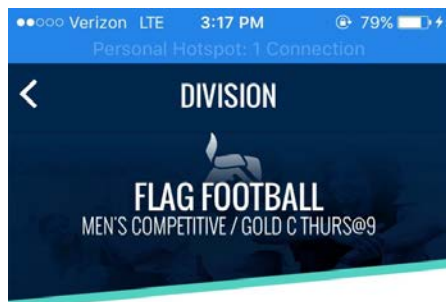 Verizon LTE 3:17 PM 79%
Personal Hotspot: 1 Connection
DIVISION
FLAG FOOTBALL
MEN'S COMPETITIVE / GOLD C THURS@9